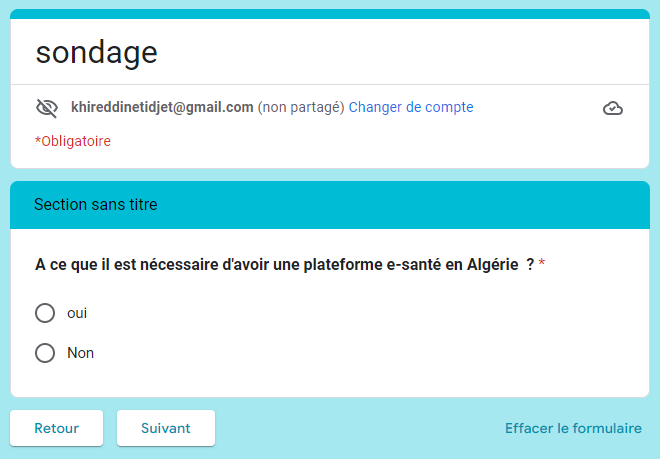 sondage
khireddinetidjet@gmail.com (non partagé) Changer de compte
*Obligatoire
Section sans titre
A ce que il est nécessaire d'avoir une plateforme e-santé en Algérie ? *
oui
Non
Retour Suivant Effacer le formulaire